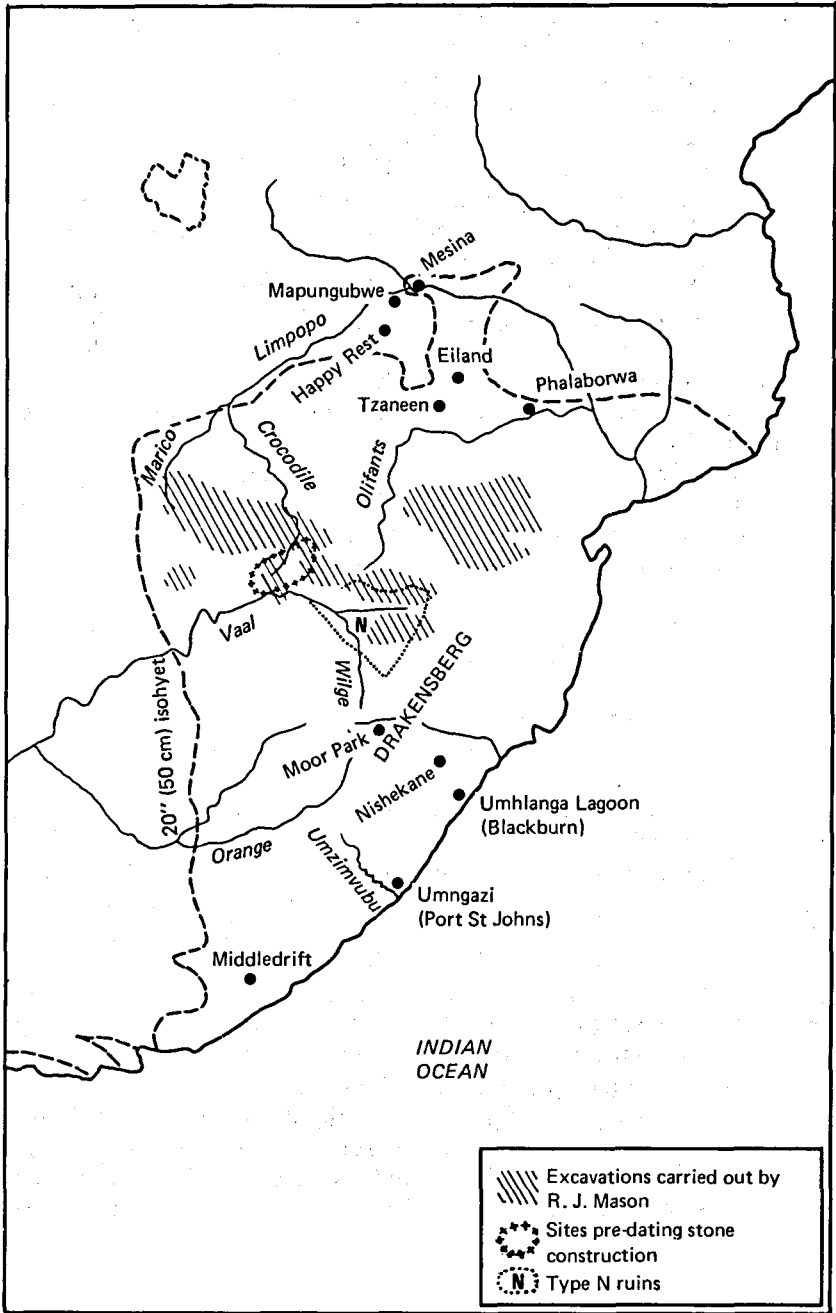 Mesina
Mapungubwe
Limpopo
Happy Rest
Eiland
Phalaborwa
Tzaneen
Marico
Crocodile
Olifants
N
Vaal
Wilge
DRAKENSBERG
20" (50 cm) isohyet
Moor Park
Nishekane
Umhlanga Lagoon
(Blackburn)
Orange
Umzimvubu
Umngazi
(Port St Johns)
Middledrift
INDIAN
OCEAN
Excavations carried out by
R. J. Mason
Sites pre-dating stone
construction
N Type N ruins